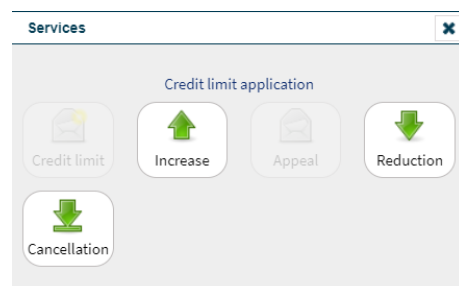 Services
Credit limit application
Credit limit
Increase
Appeal
Reduction
Cancellation